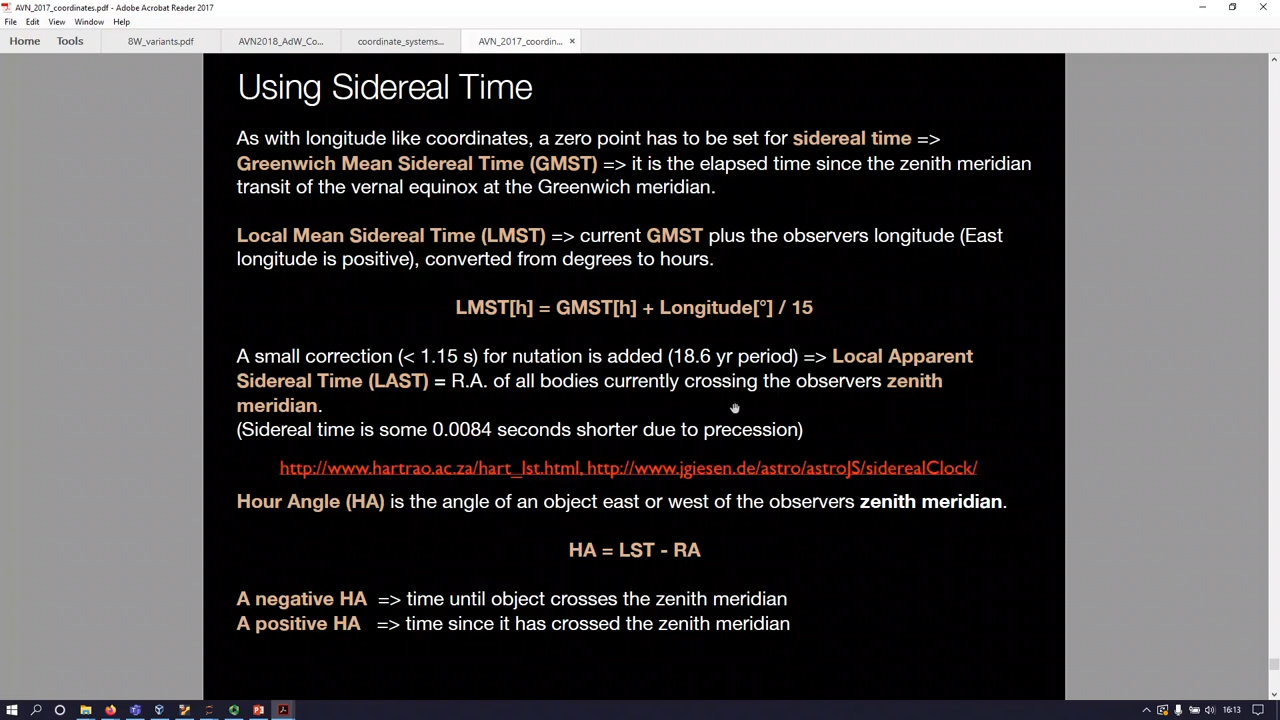 AVN_2017_coordinates.pdf - Adobe Acrobat Reader 2017
File Edit View Window Help
Home Tools 8W_variants.pdf AVN2018_AdW_Co... coordinate_systems... AVN_2017_coordin... ×
Using Sidereal Time
As with longitude like coordinates, a zero point has to be set for sidereal time =>
Greenwich Mean Sidereal Time (GMST) => it is the elapsed time since the zenith meridian
transit of the vernal equinox at the Greenwich meridian.
Local Mean Sidereal Time (LMST) => current GMST plus the observers longitude (East
longitude is positive), converted from degrees to hours.
LMST[h] = GMST[h] + Longitude[°] / 15
A small correction (< 1.15 s) for nutation is added (18.6 yr period) => Local Apparent
Sidereal Time (LAST) = R.A. of all bodies currently crossing the observers zenith
meridian.
(Sidereal time is some 0.0084 seconds shorter due to precession)
http://www.hartrao.ac.za/hart_lst.html, http://www.jgiesen.de/astro/astroJS/siderealClock/
Hour Angle (HA) is the angle of an object east or west of the observers zenith meridian.
HA = LST - RA
A negative HA => time until object crosses the zenith meridian
A positive HA => time since it has crossed the zenith meridian
16:13